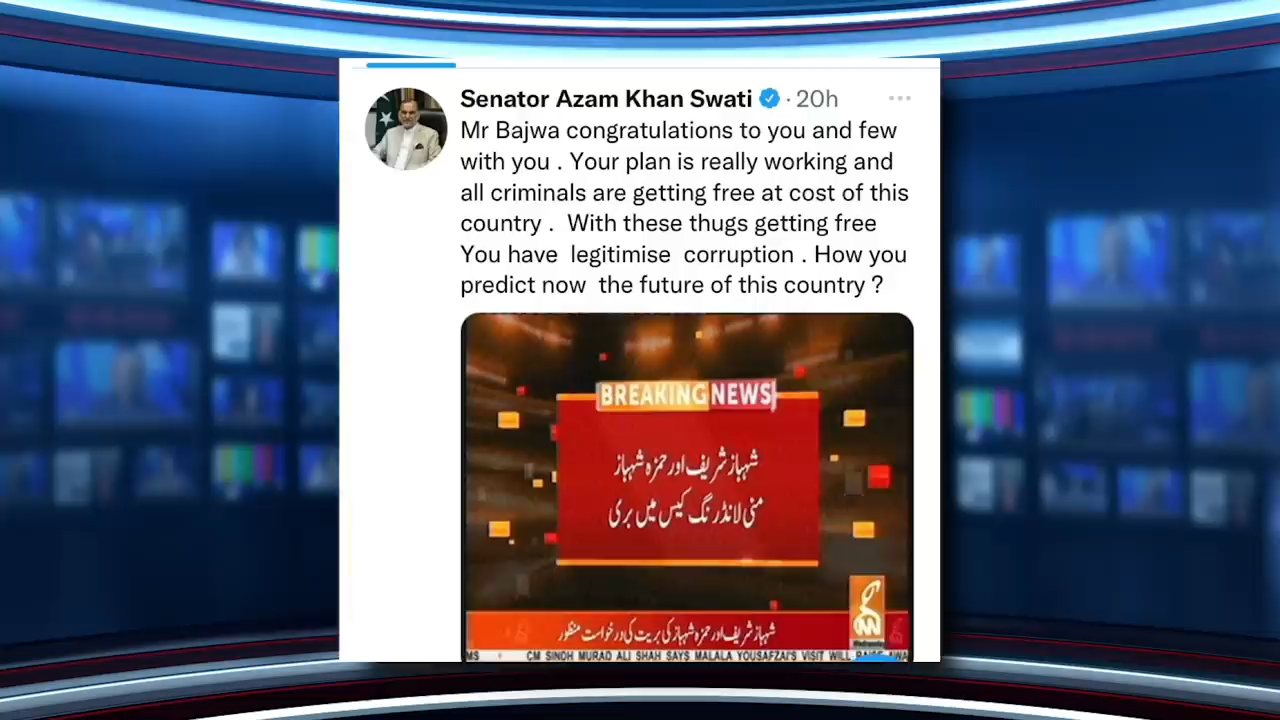 Senator Azam Khan Swati · 20h
Mr Bajwa congratulations to you and few
with you . Your plan is really working and
all criminals are getting free at cost of this
country . With these thugs getting free
You have legitimise corruption . How you
predict now the future of this country ?
BREAKING NEWS
شہباز شریف اور حمزہ شہباز
منی لانڈرنگ کیس میں بری
GNN
شہباز شریف اور حمزہ شہباز کی بریت کی درخواست منظور
MS CM SINDH MURAD ALI SHAH SAYS MALALA YOUSAFZAI'S VISIT WILL RAISE AWA